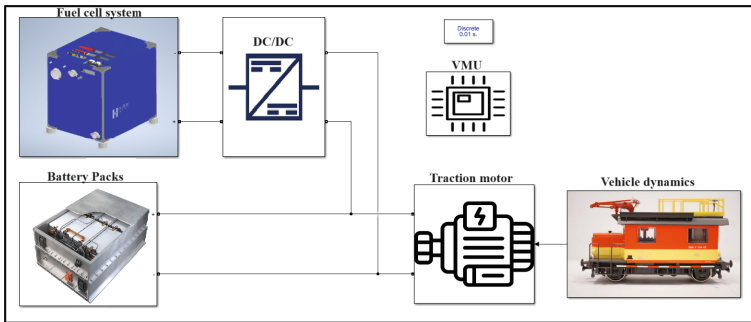 Fuel cell system
DC/DC
Discrete
0.01 s.
VMU
H
Battery Packs
Traction motor
Vehicle dynamics